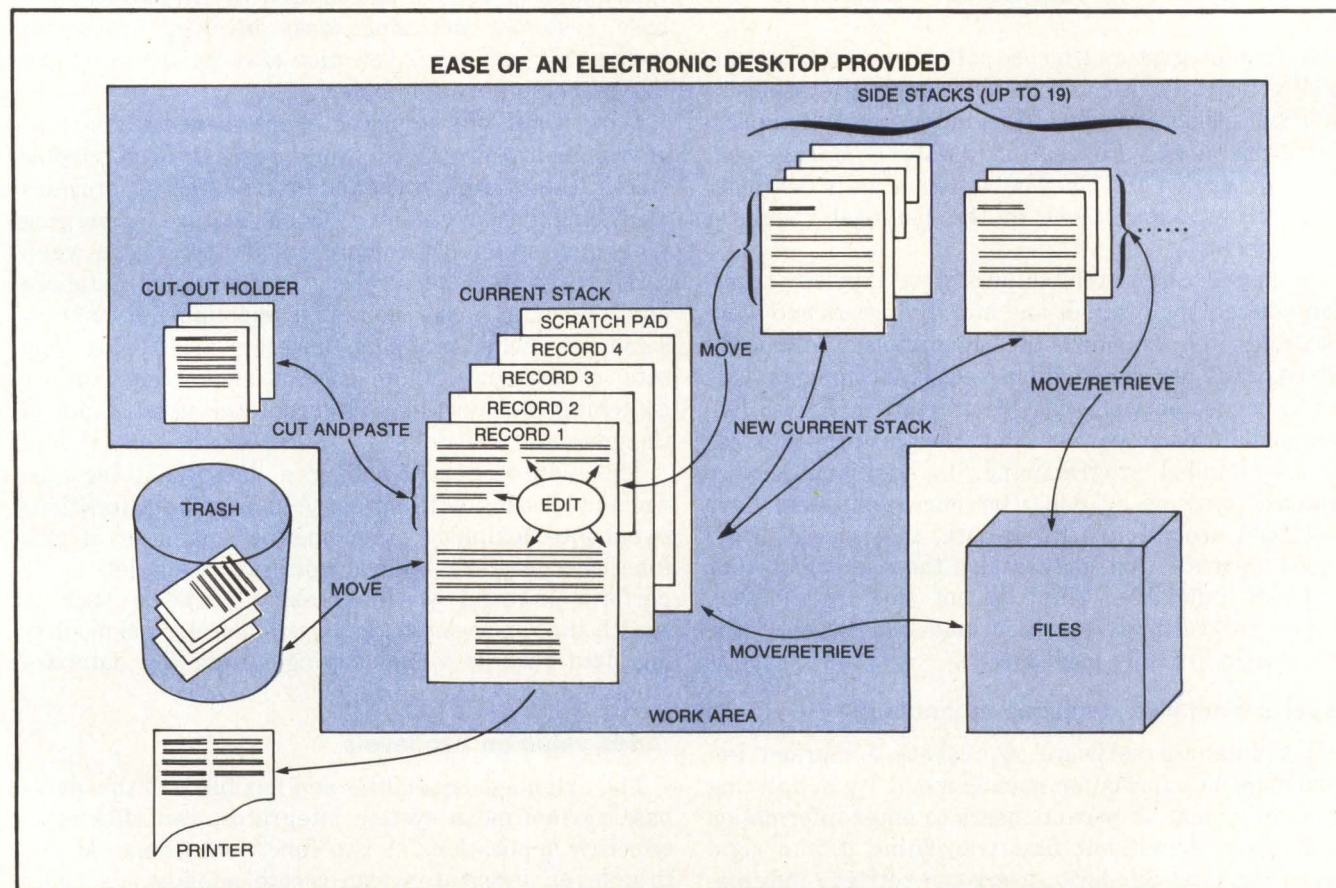 EASE OF AN ELECTRONIC DESKTOP PROVIDED
SIDE STACKS (UP TO 19)
CUT-OUT HOLDER
CURRENT STACK
SCRATCH PAD
RECORD 4
RECORD 3
RECORD 2
RECORD 1
MOVE
MOVE/RETRIEVE
CUT AND PASTE
NEW CURRENT STACK
EDIT
TRASH
MOVE
FILES
MOVE/RETRIEVE
WORK AREA
PRINTER